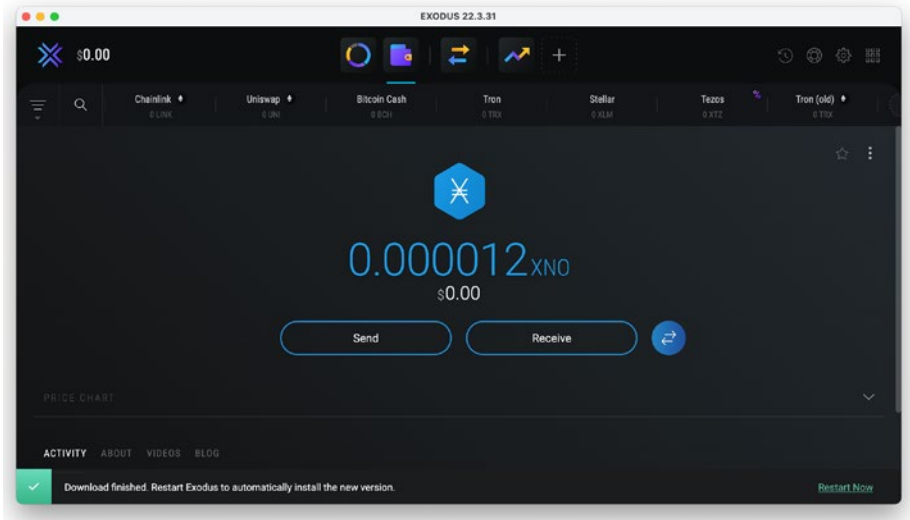 EXODUS 22.3.31
$0.00
Chainlink Uniswap Bitcoin Cash Tron Stellar Tezos % Tron (old)
0 LINK 0 UNI 0 BCH 0 TRX 0 XLM 0 XTZ 0 TRX
0.000012 XNO
$0.00
Send Receive
PRICE CHART
ACTIVITY ABOUT VIDEOS BLOG
Download finished. Restart Exodus to automatically install the new version. Restart Now